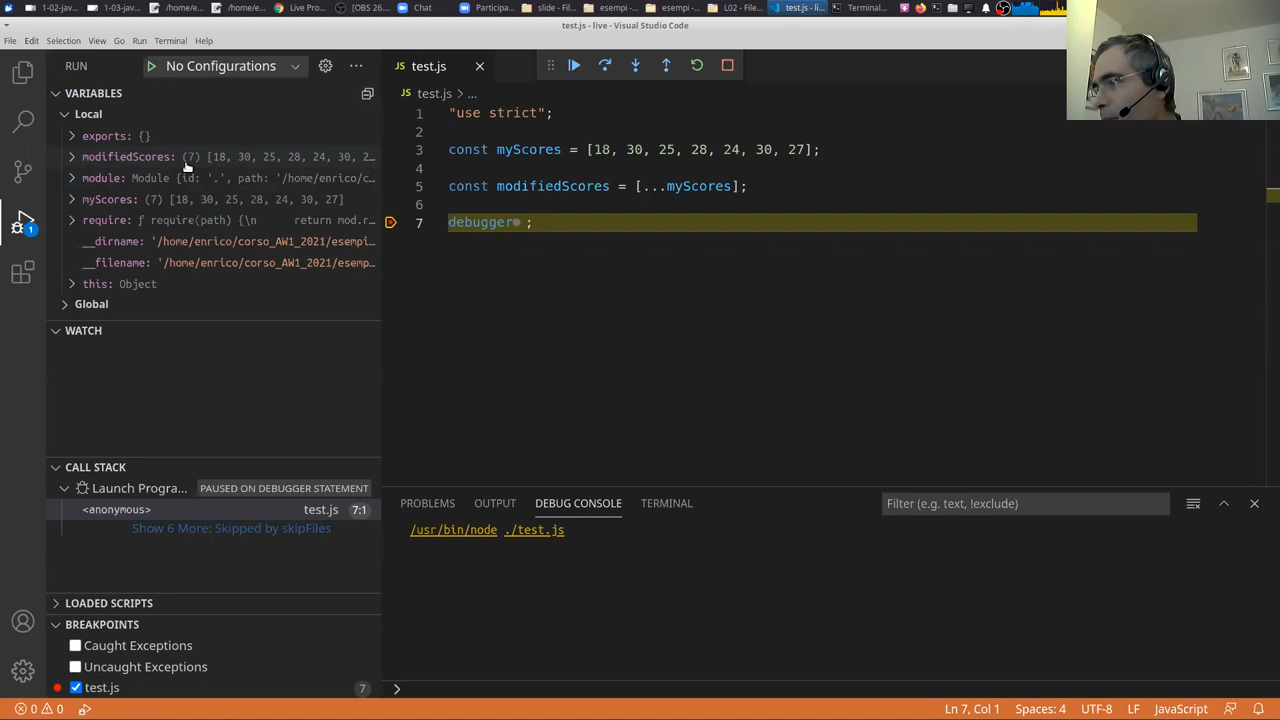 1-02-jav...
1-03-jav...
/home/e...
/home/e...
Live Pro...
[OBS 26....
Chat
Participa...
slide - Fil...
esempi -...
esempi -...
L02 - File...
test.js - li...
Terminal...
test.js - live - Visual Studio Code
File Edit Selection View Go Run Terminal Help
RUN No Configurations ...
test.js
VARIABLES
test.js > ...
Local
exports: {}
modifiedScores: (7) [18, 30, 25, 28, 24, 30, 2...
module: Module {id: '.', path: '/home/enrico/c...
myScores: (7) [18, 30, 25, 28, 24, 30, 27]
require: ƒ require(path) {\n return mod.r...
__dirname: '/home/enrico/corso_AW1_2021/esempi...
__filename: '/home/enrico/corso_AW1_2021/esemp...
this: Object
Global
1 "use strict";
2
3 const myScores = [18, 30, 25, 28, 24, 30, 27];
4
5 const modifiedScores = [...myScores];
6
7 debugger ;
WATCH
CALL STACK
Launch Progra... PAUSED ON DEBUGGER STATEMENT
<anonymous> test.js 7:1
Show 6 More: Skipped by skipFiles
LOADED SCRIPTS
BREAKPOINTS
Caught Exceptions
Uncaught Exceptions
test.js 7
PROBLEMS OUTPUT DEBUG CONSOLE TERMINAL Filter (e.g. text, !exclude)
/usr/bin/node ./test.js
1
0 0 Ln 7, Col 1 Spaces: 4 UTF-8 LF JavaScript